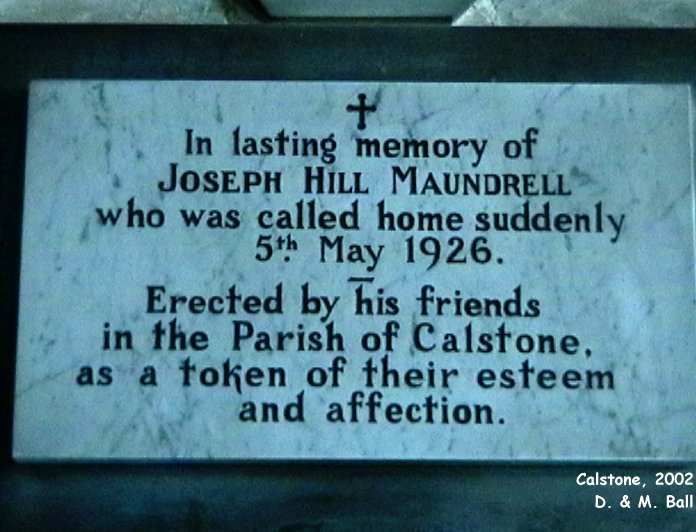 In lasting memory of
JOSEPH HILL MAUNDRELL
who was called home suddenly
5th. May 1926.
Erected by his friends
in the Parish of Calstone,
as a token of their esteem
and affection.
Calstone, 2002
D. & M. Ball